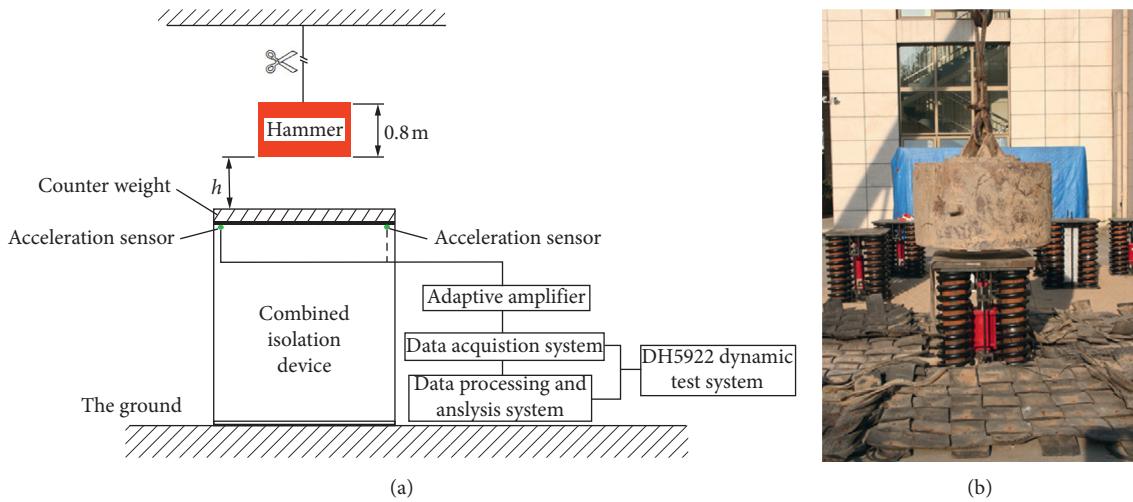 Hammer
0.8 m
h
Counter weight
Acceleration sensor
Acceleration sensor
Adaptive amplifier
Combined
isolation
device
Data acquistion system
DH5922 dynamic
test system
Data processing and
anslysis system
The ground
(a)
(b)